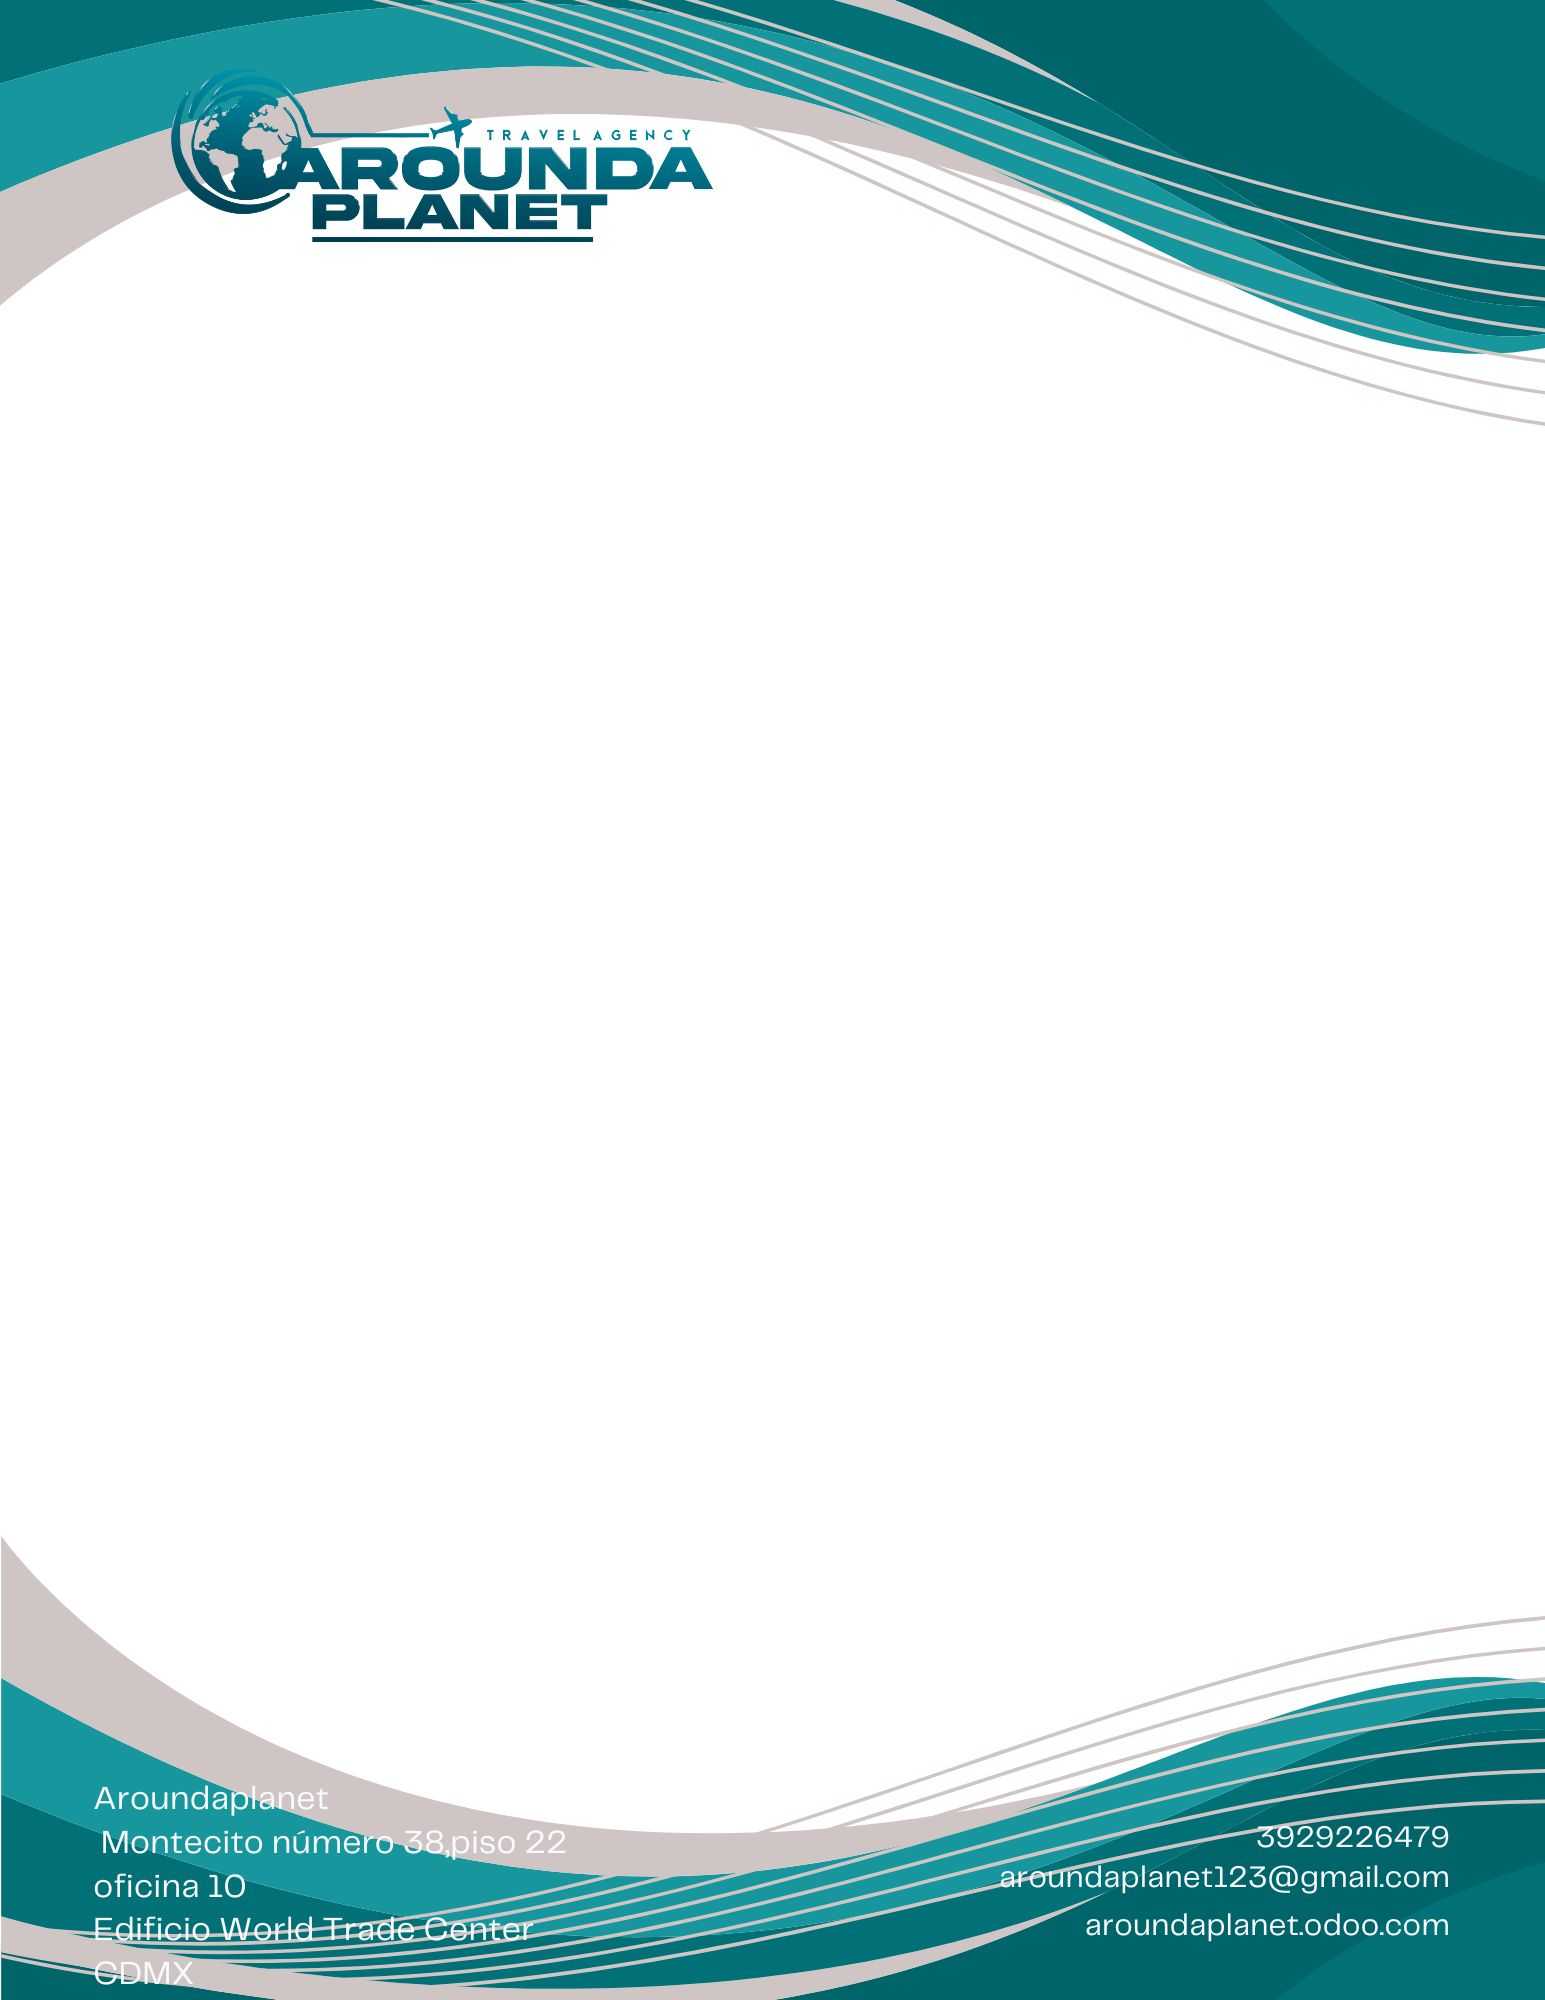 TRAVEL AGENCY
AROUNDA
PLANET
Aroundaplanet
Montecito número 38,piso 22
oficina 10
Edificio World Trade Center
CDMX
3929226479
aroundaplanet123@gmail.com
aroundaplanet.odoo.com